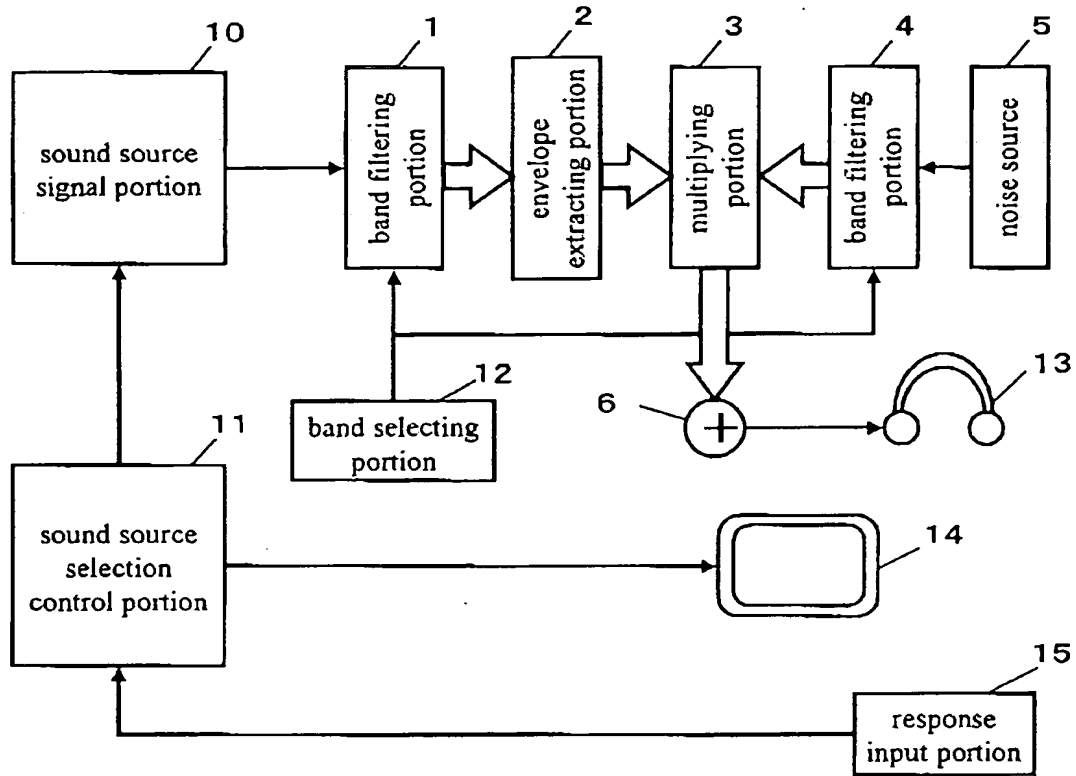 10
1
2
3
4
5
sound source
signal portion
band filtering
portion
envelope
extracting portion
multiplying
portion
band filtering
portion
noise source
12
band selecting
portion
6
13
11
sound source
selection
control portion
14
15
response
input portion